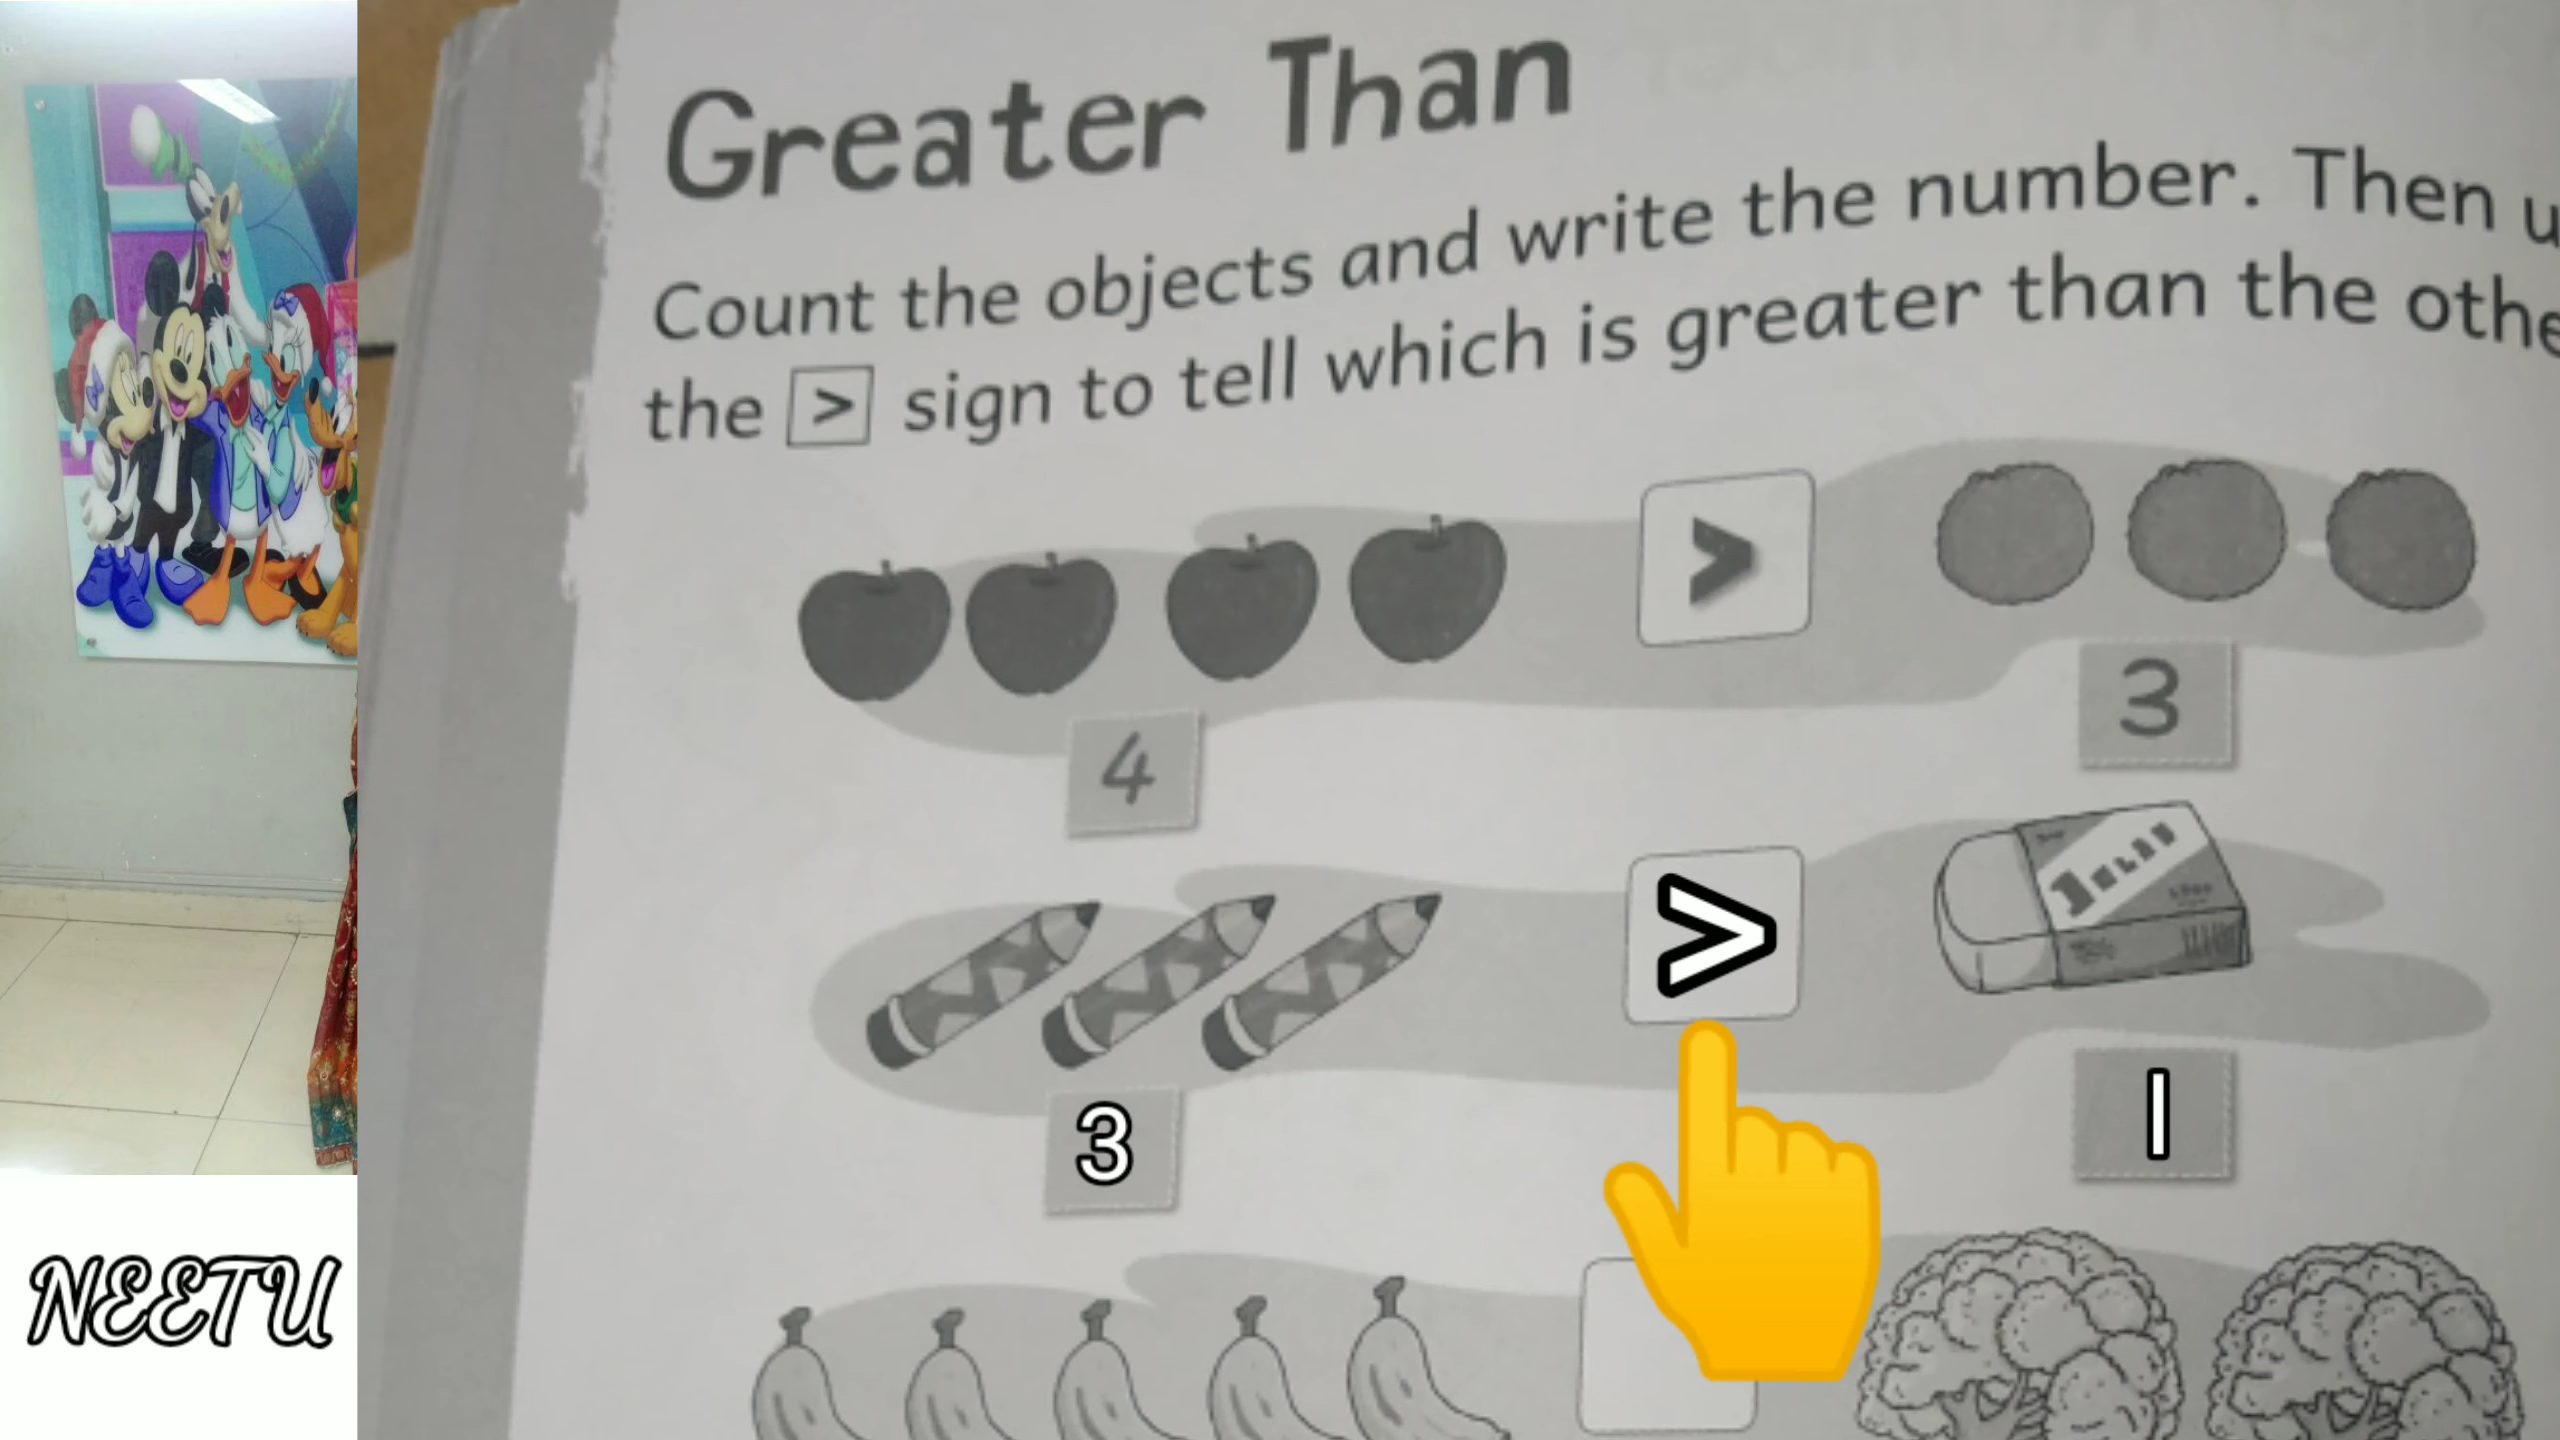 Greater Than
Count the objects and write the number. Then u
the > sign to tell which is greater than the othe
>
4
3
>
3
1
NEETU